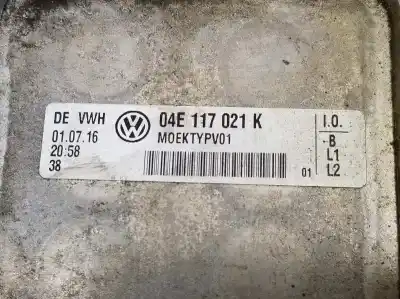 DE VWH 04E 117 021 K I.O.
01.07.16 MOEKTYPV01 B
20:58 L1
38 01 L2